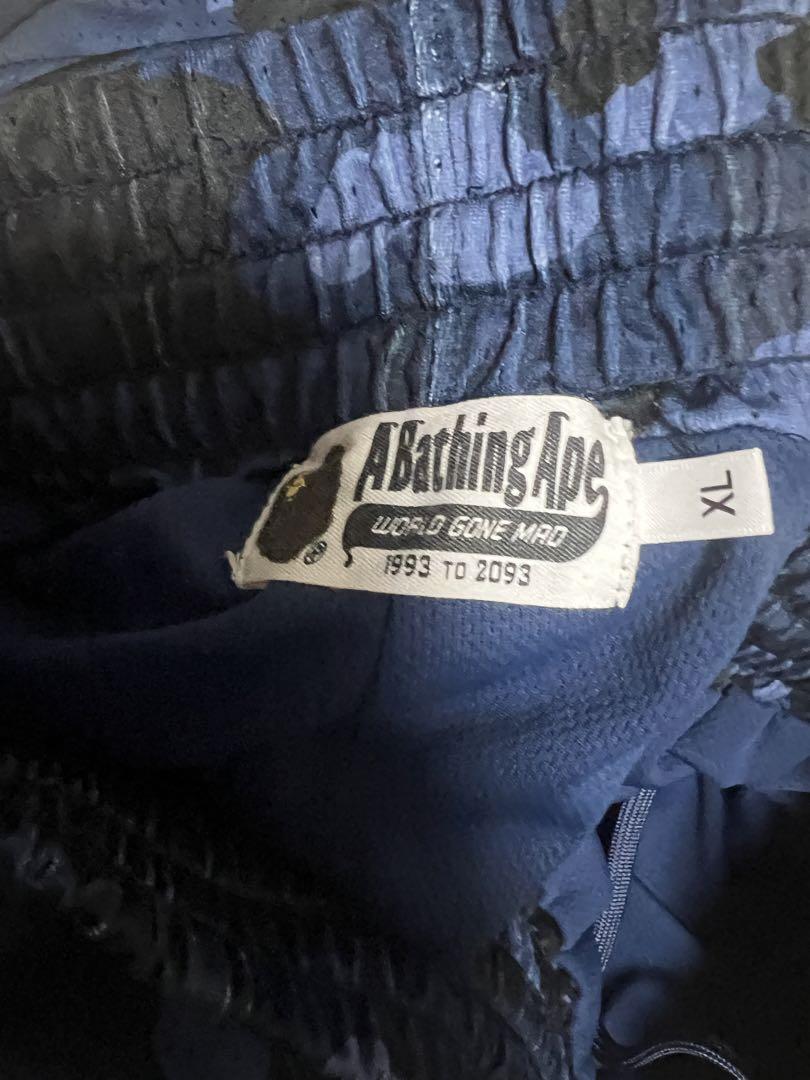 A Bathing Ape
WORLD GONE MAD
1993 TO 2093
XL